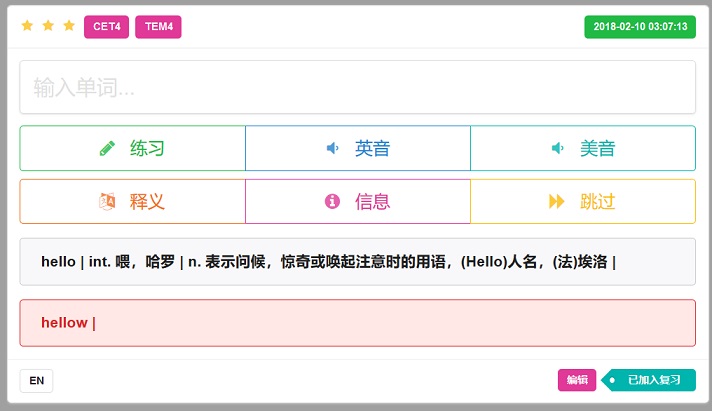 CET4 TEM4 2018-02-10 03:07:13
输入单词...
练习 英音 美音
释义 信息 跳过
hello | int. 喂，哈罗 | n. 表示问候，惊奇或唤起注意时的用语，(Hello)人名，(法)埃洛 |
hellow |
EN 编辑 已加入复习